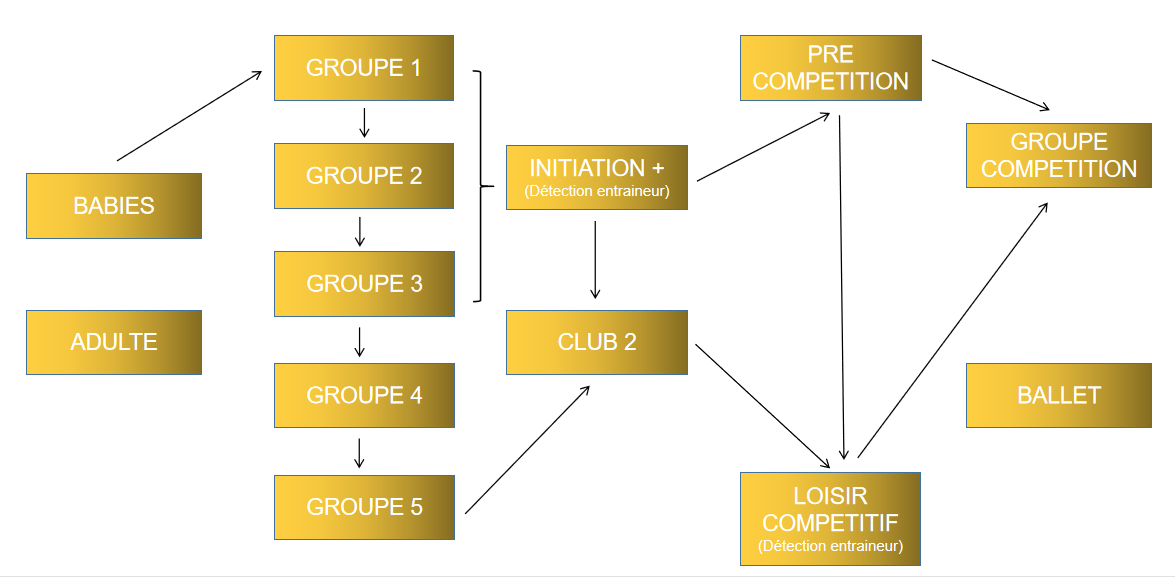 BABIES
ADULTE
GROUPE 1
GROUPE 2
GROUPE 3
GROUPE 4
GROUPE 5
INITIATION +
(Détection entraineur)
CLUB 2
PRE
COMPETITION
LOISIR
COMPETITIF
(Détection entraineur)
GROUPE
COMPETITION
BALLET